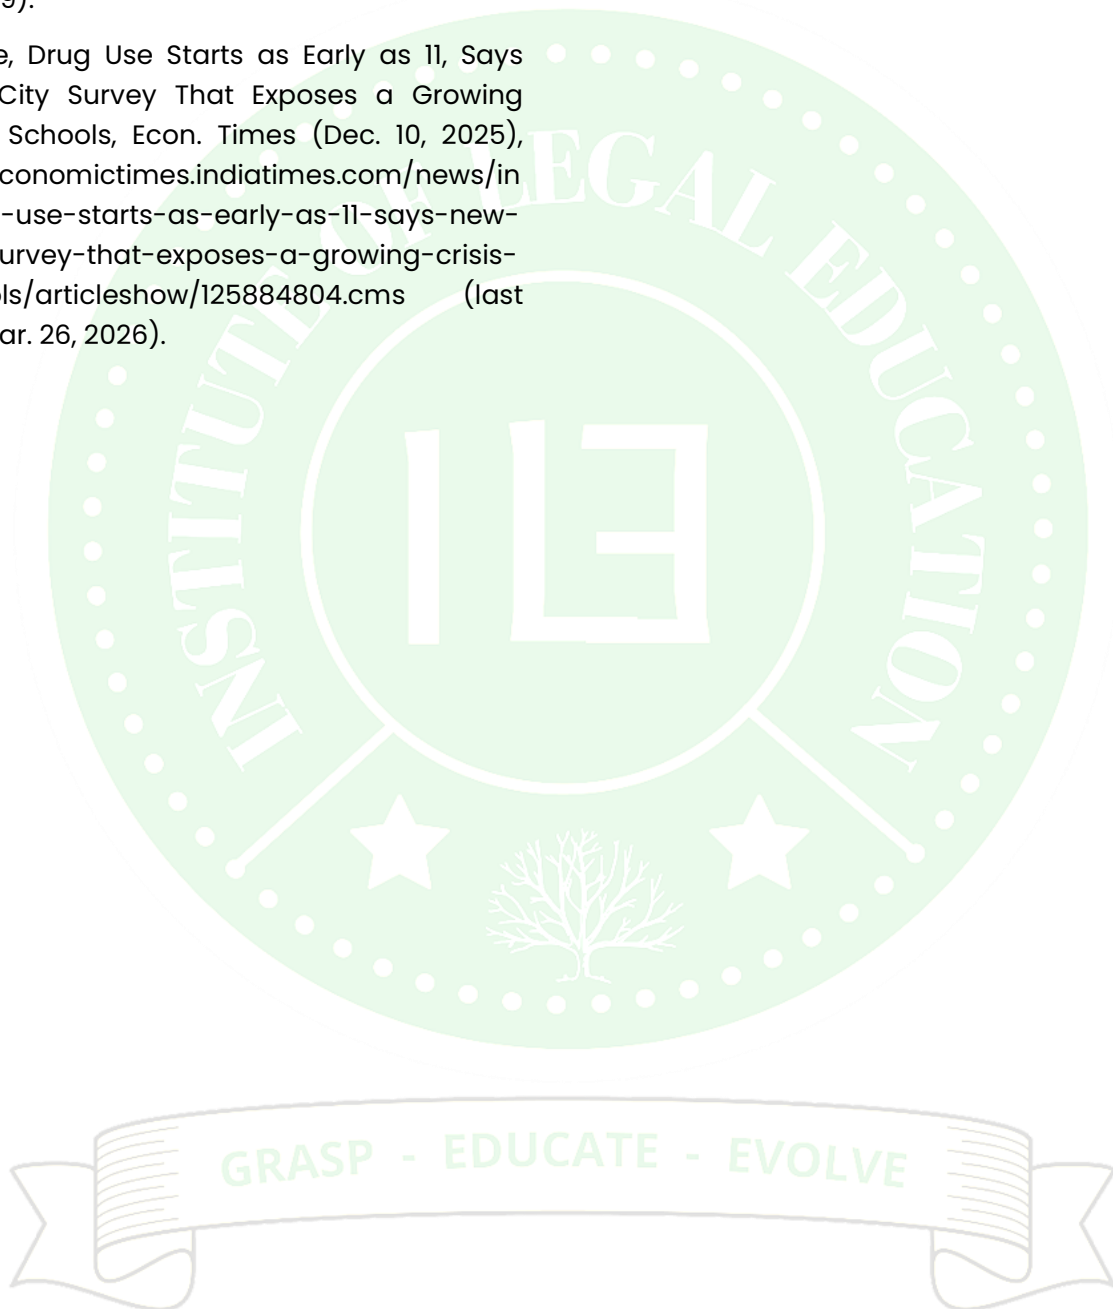 9).
e, Drug Use Starts as Early as 11, Says
City Survey That Exposes a Growing
Schools, Econ. Times (Dec. 10, 2025),
conomictimes.indiatimes.com/news/in
-use-starts-as-early-as-11-says-new-
urvey-that-exposes-a-growing-crisis-
ls/articleshow/125884804.cms (last
ar. 26, 2026).
INSTITUTE OF LEGAL EDUCATION
ILE
GRASP - EDUCATE - EVOLVE